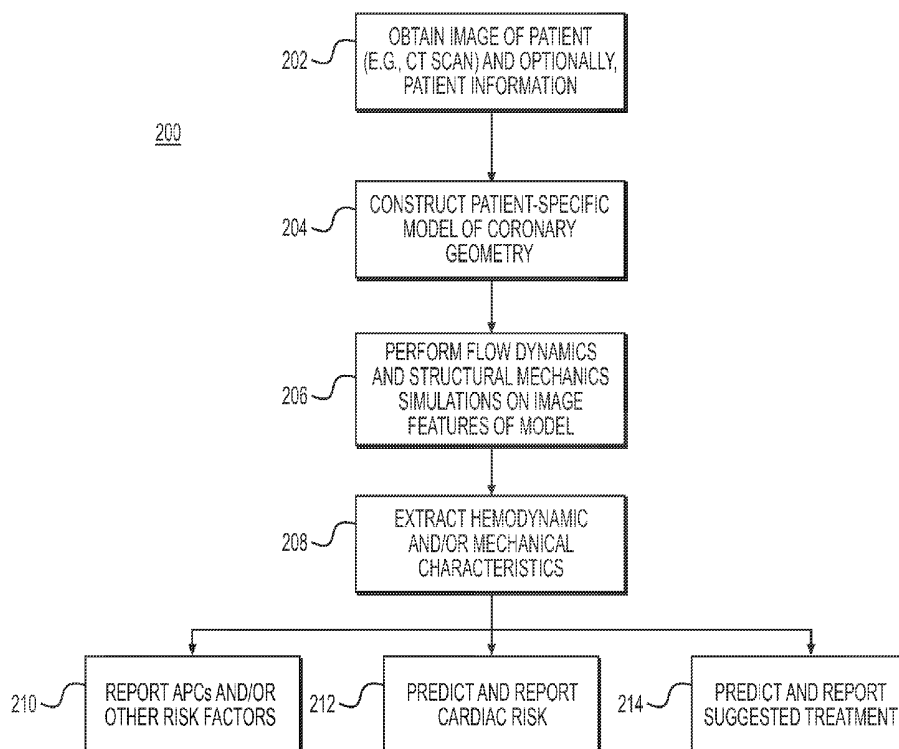 202
OBTAIN IMAGE OF PATIENT
(E.G., CT SCAN) AND OPTIONALLY,
PATIENT INFORMATION
200
204
CONSTRUCT PATIENT-SPECIFIC
MODEL OF CORONARY
GEOMETRY
206
PERFORM FLOW DYNAMICS
AND STRUCTURAL MECHANICS
SIMULATIONS ON IMAGE
FEATURES OF MODEL
208
EXTRACT HEMODYNAMIC
AND/OR MECHANICAL
CHARACTERISTICS
210
REPORT APCs AND/OR
OTHER RISK FACTORS
212
PREDICT AND REPORT
CARDIAC RISK
214
PREDICT AND REPORT
SUGGESTED TREATMENT